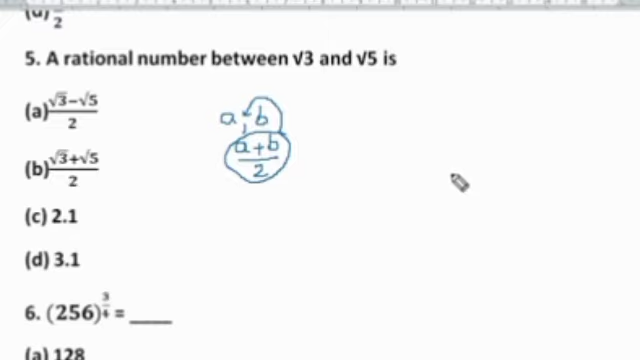 (d) 2
5. A rational number between √3 and √5 is
(a) (√3−√5)/2
a, b
(a+b)/2
(b) (√3+√5)/2
(c) 2.1
(d) 3.1
6. (256)^(3/4) = ____
(a) 128